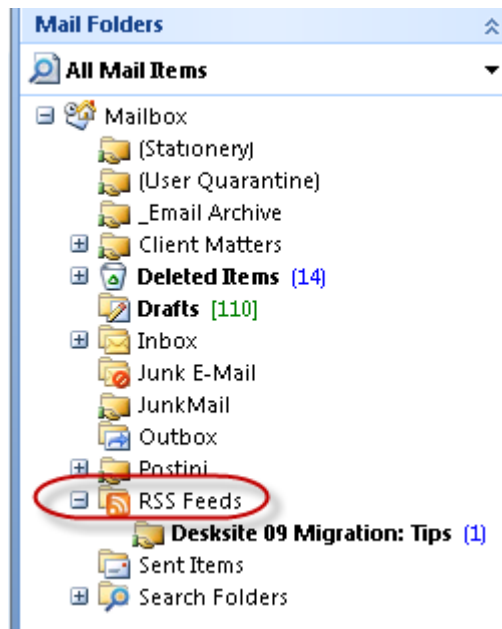 Mail Folders
All Mail Items
Mailbox
(Stationery)
(User Quarantine)
_Email Archive
Client Matters
Deleted Items (14)
Drafts [110]
Inbox
Junk E-Mail
JunkMail
Outbox
Postini
RSS Feeds
Desksite 09 Migration: Tips (1)
Sent Items
Search Folders